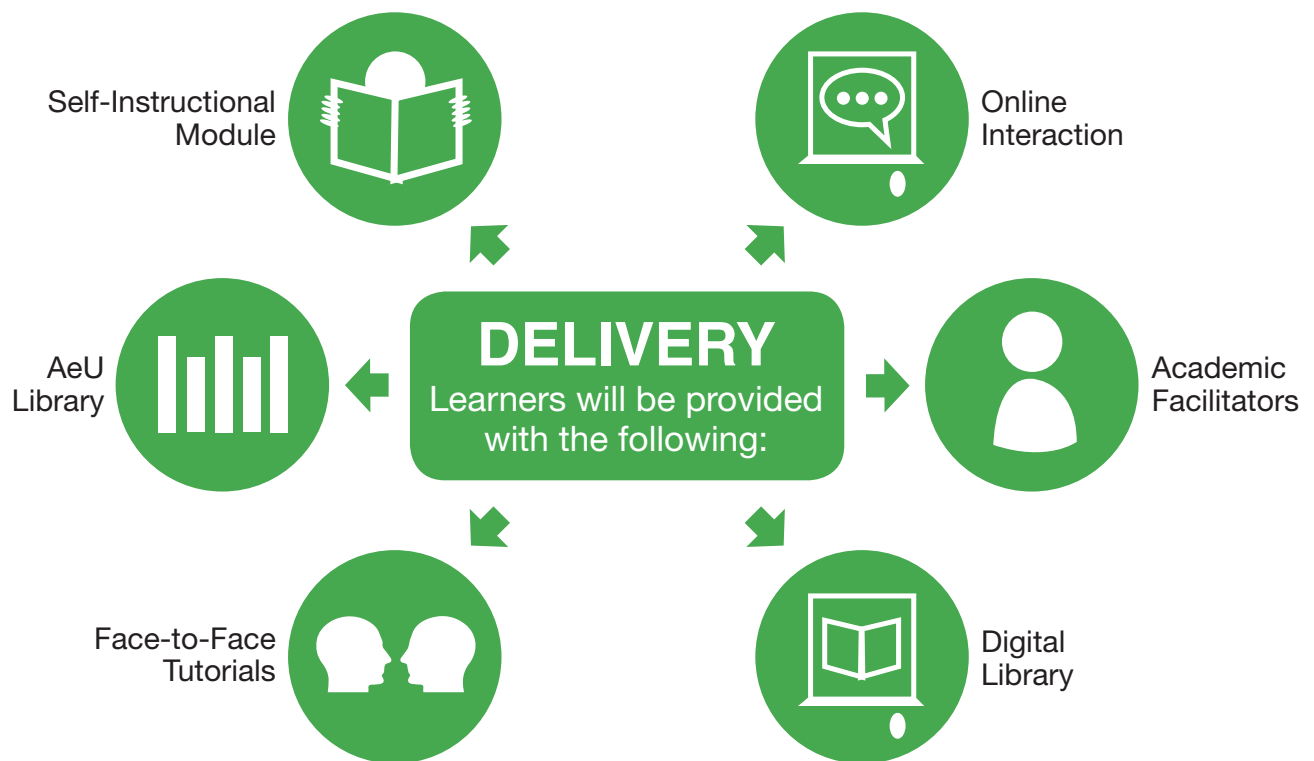 Self-Instructional
Module
Online
Interaction
AeU
Library
DELIVERY
Learners will be provided
with the following:
Academic
Facilitators
Face-to-Face
Tutorials
Digital
Library